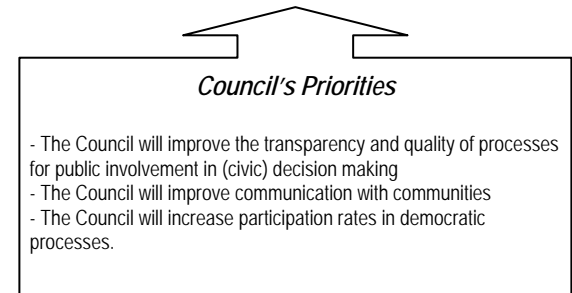 Council's Priorities
- The Council will improve the transparency and quality of processes
for public involvement in (civic) decision making
- The Council will improve communication with communities
- The Council will increase participation rates in democratic
processes.